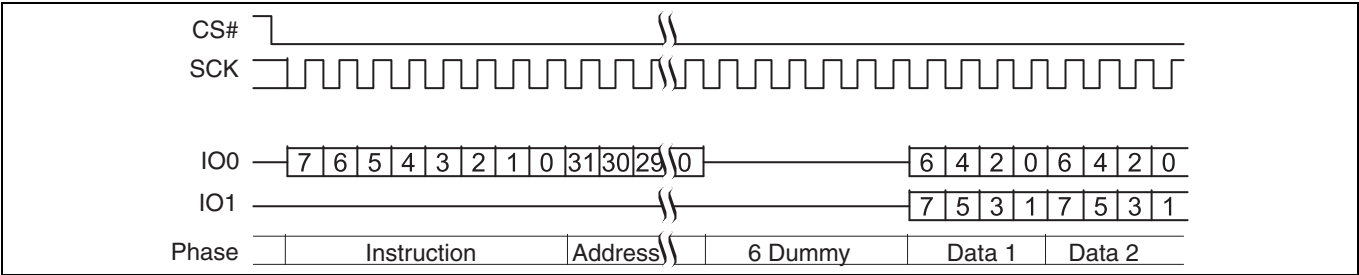 CS#
SCK
IO0 7 6 5 4 3 2 1 0 31 30 29 0 6 4 2 0 6 4 2 0
IO1 7 5 3 1 7 5 3 1
Phase Instruction Address 6 Dummy Data 1 Data 2